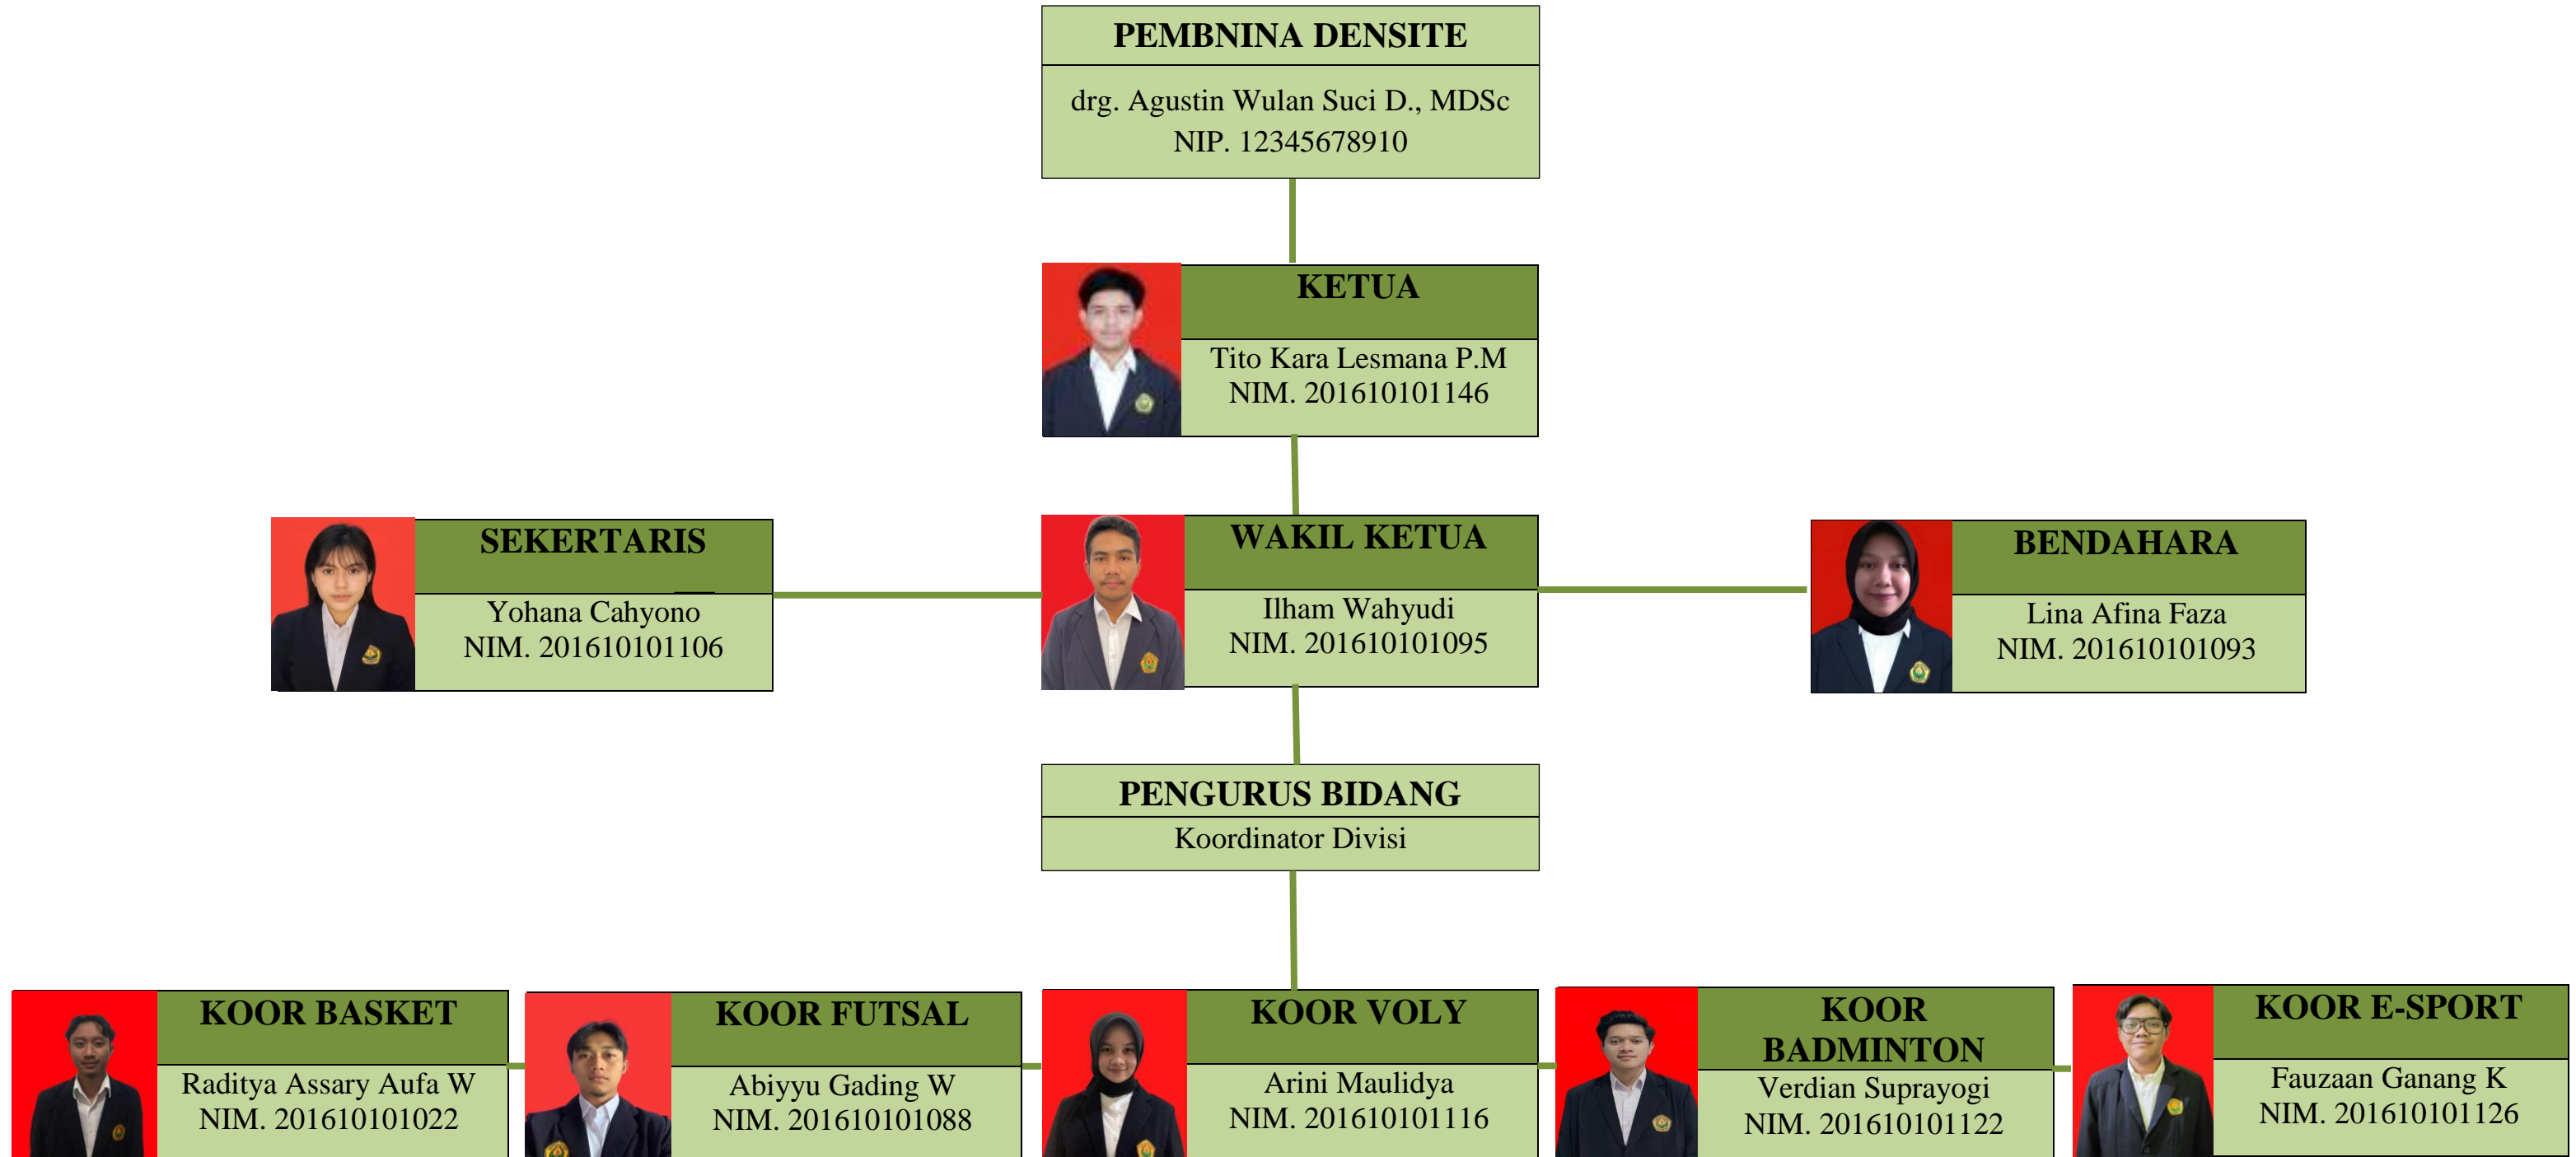 PEMBNINA DENSITE
drg. Agustin Wulan Suci D., MDSc
NIP. 12345678910
KETUA
Tito Kara Lesmana P.M
NIM. 201610101146
SEKERTARIS
Yohana Cahyono
NIM. 201610101106
WAKIL KETUA
Ilham Wahyudi
NIM. 201610101095
BENDAHARA
Lina Afina Faza
NIM. 201610101093
PENGURUS BIDANG
Koordinator Divisi
KOOR BASKET
Raditya Assary Aufa W
NIM. 201610101022
KOOR FUTSAL
Abiyyu Gading W
NIM. 201610101088
KOOR VOLY
Arini Maulidya
NIM. 201610101116
KOOR
BADMINTON
Verdian Suprayogi
NIM. 201610101122
KOOR E-SPORT
Fauzaan Ganang K
NIM. 201610101126